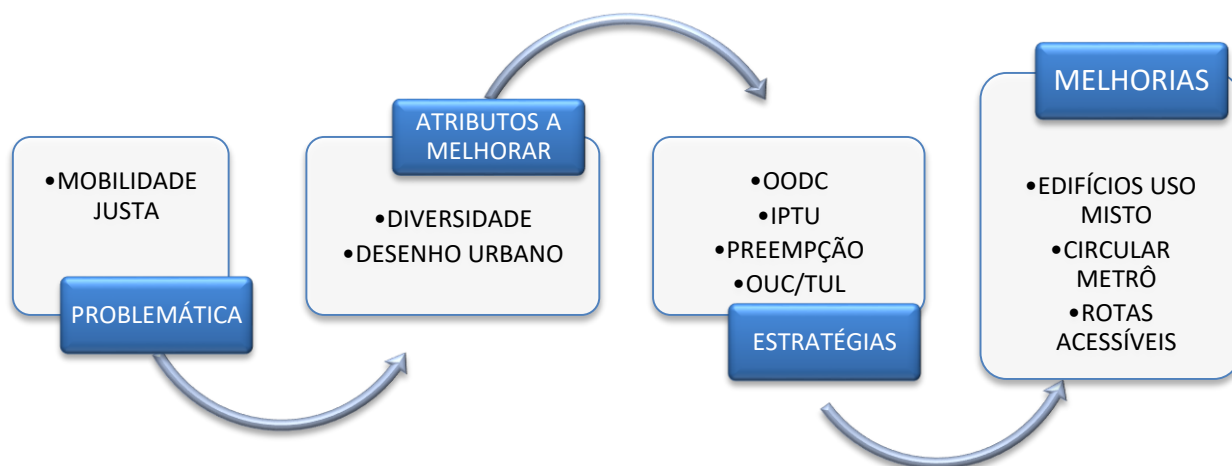 •MOBILIDADE
JUSTA
PROBLEMÁTICA
ATRIBUTOS A
MELHORAR
•DIVERSIDADE
•DESENHO URBANO
•OODC
•IPTU
•PREEMPÇÃO
•OUC/TUL
ESTRATÉGIAS
MELHORIAS
•EDIFÍCIOS USO
MISTO
•CIRCULAR
METRÔ
•ROTAS
ACESSÍVEIS